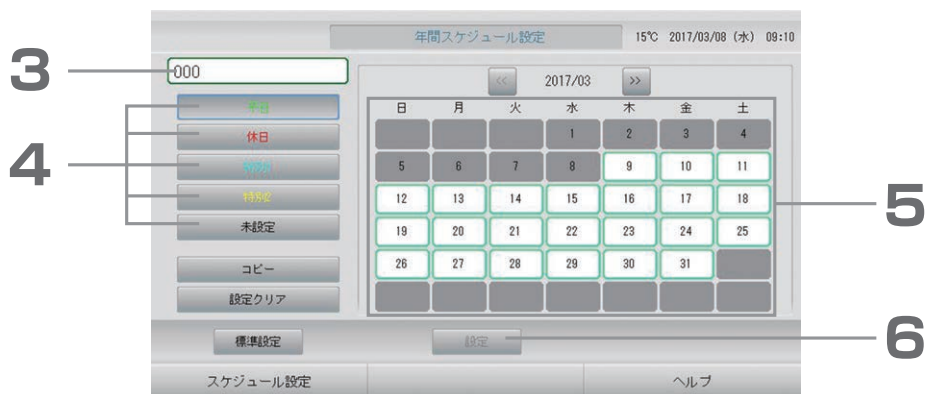 年間スケジュール設定 15℃ 2017/03/08 (水) 09:10
3
000
<< 2017/03 >>
4
平日
休日
特別1
特別2
未設定
コピー
設定クリア
日 月 火 水 木 金 土
1 2 3 4
5 6 7 8 9 10 11
12 13 14 15 16 17 18
19 20 21 22 23 24 25
26 27 28 29 30 31
5
標準設定 設定
6
スケジュール設定 ヘルプ